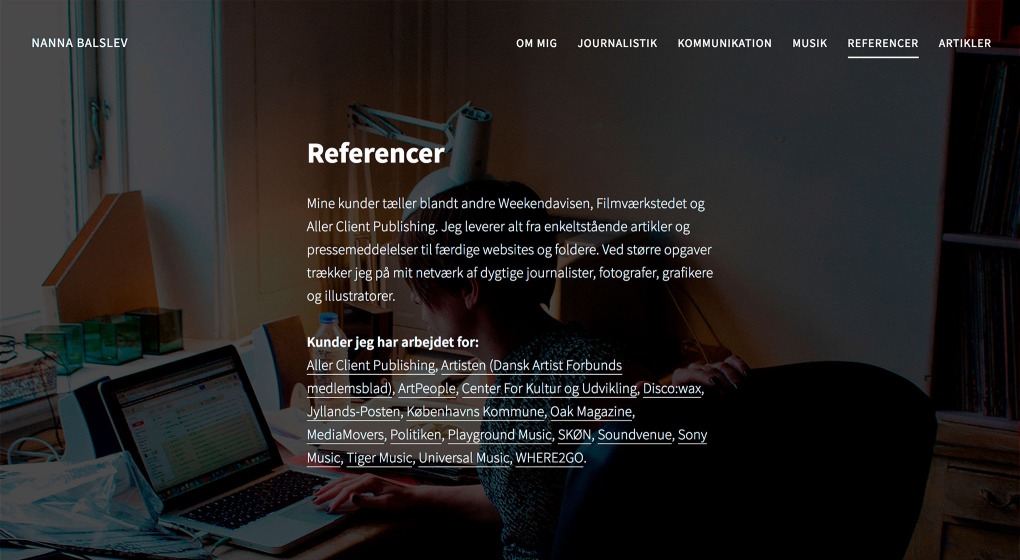 NANNA BALSLEV
OM MIG JOURNALISTIK KOMMUNIKATION MUSIK REFERENCER ARTIKLER
Referencer
Mine kunder tæller blandt andre Weekendavisen, Filmværkstedet og
Aller Client Publishing. Jeg leverer alt fra enkeltstående artikler og
pressemeddelelser til færdige websites og foldere. Ved større opgaver
trækker jeg på mit netværk af dygtige journalister, fotografer, grafikere
og illustratorer.
Kunder jeg har arbejdet for:
Aller Client Publishing, Artisten (Dansk Artist Forbunds
medlemsblad), ArtPeople, Center For Kultur og Udvikling, Disco:wax,
Jyllands-Posten, Københavns Kommune, Oak Magazine,
MediaMovers, Politiken, Playground Music, SKØN, Soundvenue, Sony
Music, Tiger Music, Universal Music, WHERE2GO.